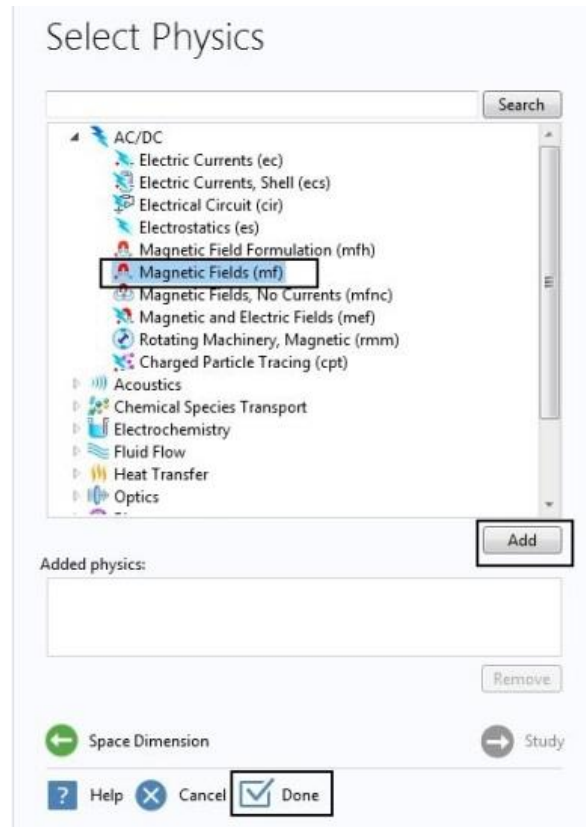 Select Physics
Search
AC/DC
Electric Currents (ec)
Electric Currents, Shell (ecs)
Electrical Circuit (cir)
Electrostatics (es)
Magnetic Field Formulation (mfh)
Magnetic Fields (mf)
Magnetic Fields, No Currents (mfnc)
Magnetic and Electric Fields (mef)
Rotating Machinery, Magnetic (rmm)
Charged Particle Tracing (cpt)
Acoustics
Chemical Species Transport
Electrochemistry
Fluid Flow
Heat Transfer
Optics
Add
Added physics:
Remove
Space Dimension
Study
? Help Cancel Done